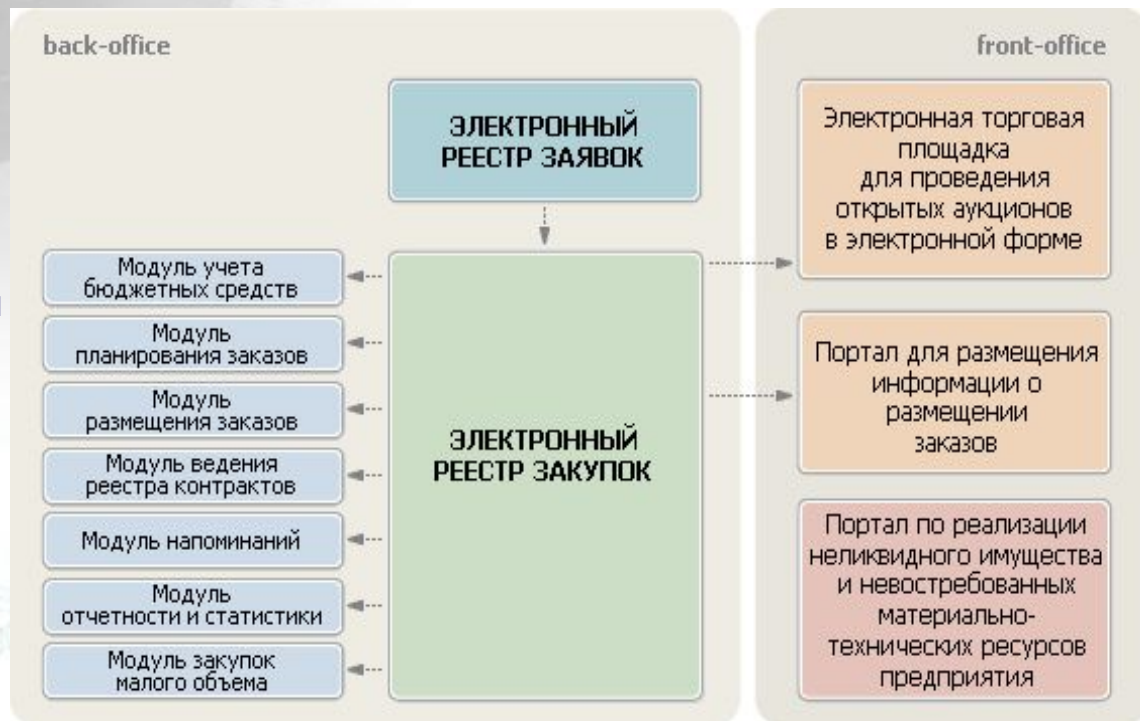 back-office
ЭЛЕКТРОННЫЙ
РЕЕСТР ЗАЯВОК
Модуль учета
бюджетных средств
Модуль
планирования заказов
Модуль
размещения заказов
Модуль ведения
реестра контрактов
Модуль напоминаний
Модуль
отчетности и статистики
Модуль закупок
малого объема
ЭЛЕКТРОННЫЙ
РЕЕСТР ЗАКУПОК
front-office
Электронная торговая
площадка
для проведения
открытых аукционов
в электронной форме
Портал для размещения
информации о
размещении
заказов
Портал по реализации
неликвидного имущества
и невостребованных
материально-
технических ресурсов
предприятия